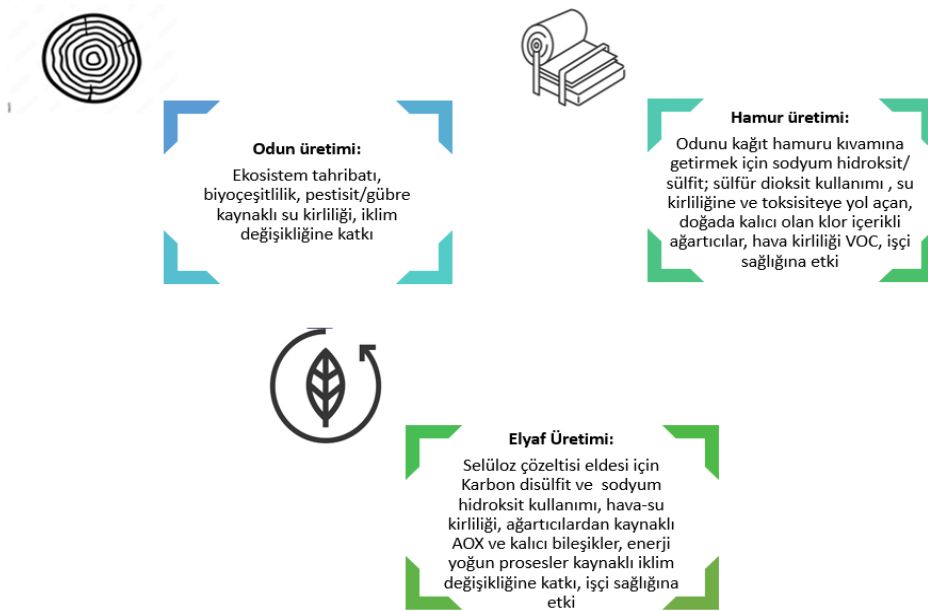 Odun üretimi:
Ekosistem tahribatı,
biyoçeşitlilik, pestisit/gübre
kaynaklı su kirliliği, iklim
değişikliğine katkı
Hamur üretimi:
Odunu kağıt hamuru kıvamına
getirmek için sodyum hidroksit/
sülfit; sülfür dioksit kullanımı , su
kirliliğine ve toksisiteye yol açan,
doğada kalıcı olan klor içerikli
ağartıcılar, hava kirliliği VOC, işçi
sağlığına etki
Elyaf Üretimi:
Selüloz çözeltisi eldesi için
Karbon disülfit ve sodyum
hidroksit kullanımı, hava-su
kirliliği, ağartıcılardan kaynaklı
AOX ve kalıcı bileşikler, enerji
yoğun prosesler kaynaklı iklim
değişikliğine katkı, işçi sağlığına
etki